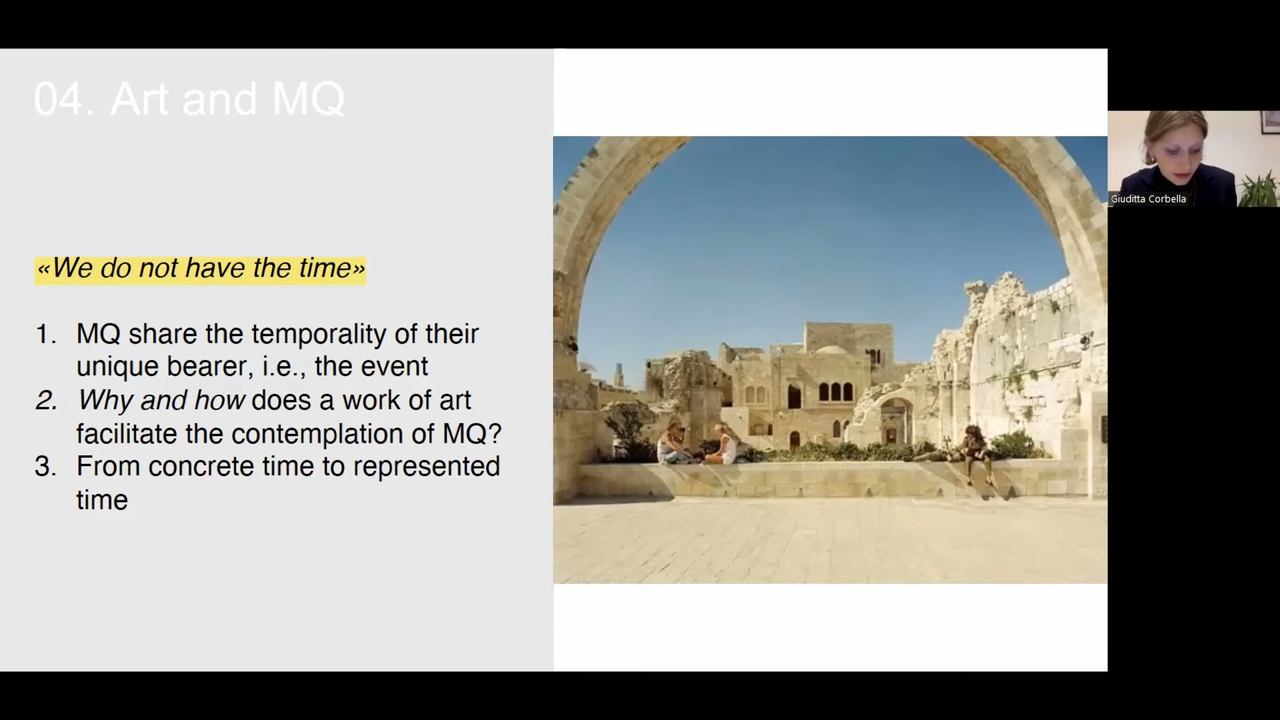 04. Art and MQ
«We do not have the time»
1. MQ share the temporality of their
unique bearer, i.e., the event
2. Why and how does a work of art
facilitate the contemplation of MQ?
3. From concrete time to represented
time
Giuditta Corbella